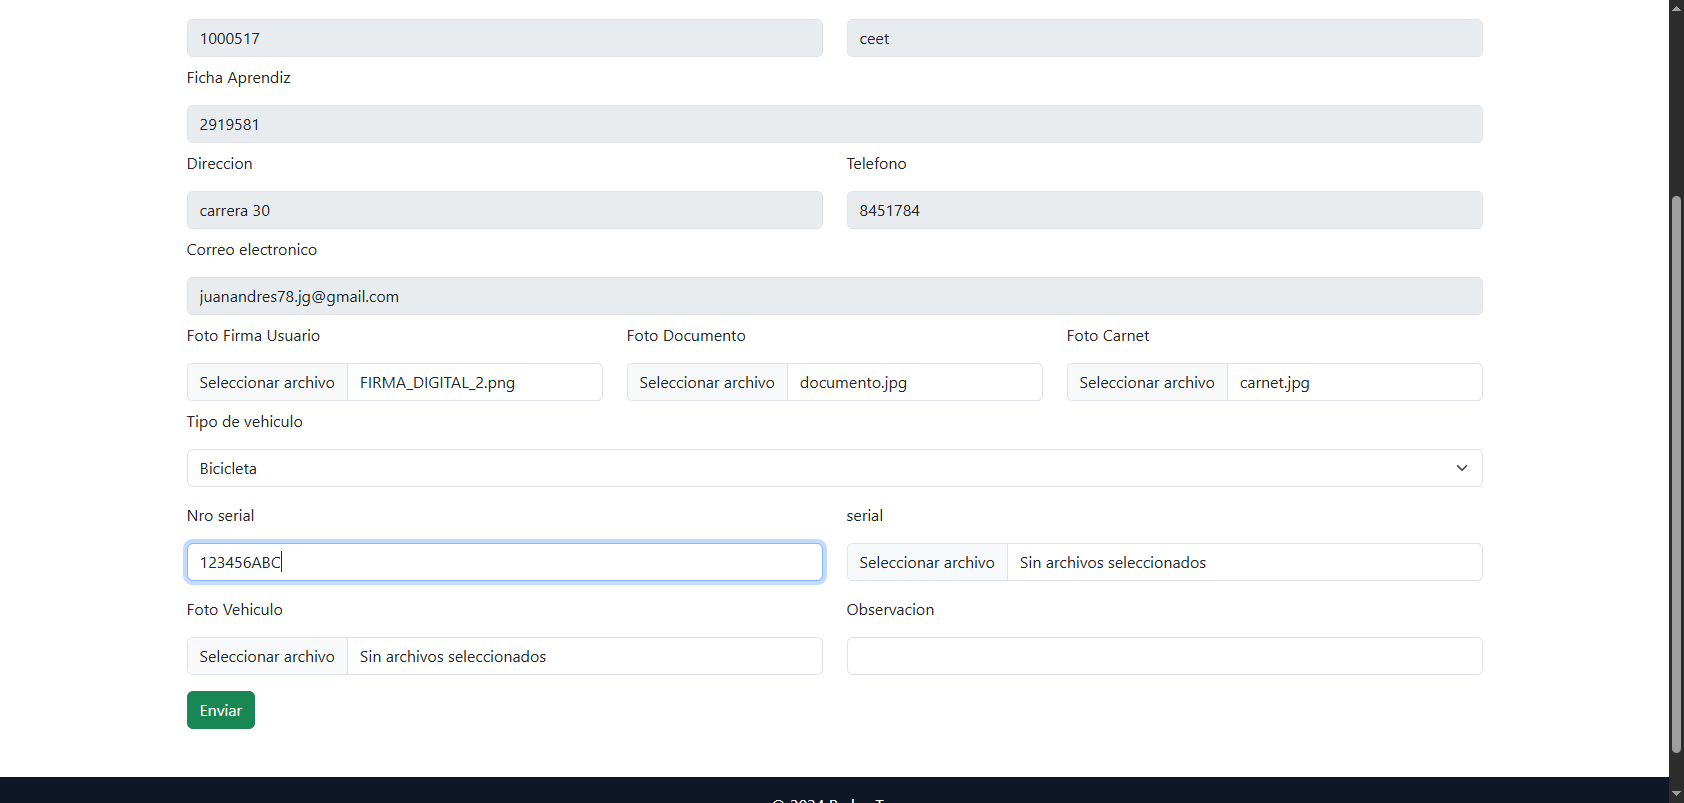 1000517 ceet
Ficha Aprendiz
2919581
Direccion Telefono
carrera 30 8451784
Correo electronico
juanandres78.jg@gmail.com
Foto Firma Usuario Foto Documento Foto Carnet
Seleccionar archivo FIRMA_DIGITAL_2.png Seleccionar archivo documento.jpg Seleccionar archivo carnet.jpg
Tipo de vehiculo
Bicicleta
Nro serial serial
123456ABC Seleccionar archivo Sin archivos seleccionados
Foto Vehiculo Observacion
Seleccionar archivo Sin archivos seleccionados
Enviar